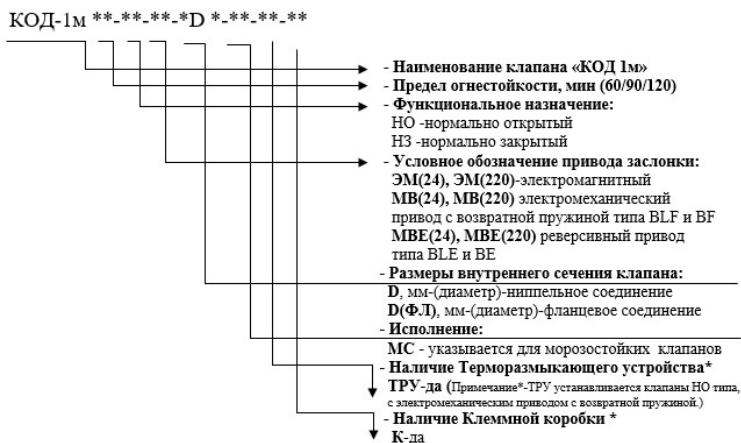 КОД-1м **-**-**-*D *-**-**-**
- Наименование клапана «КОД 1м»
- Предел огнестойкости, мин (60/90/120)
- Функциональное назначение:
НО -нормально открытый
НЗ -нормально закрытый
- Условное обозначение привода заслонки:
ЭМ(24), ЭМ(220)-электромагнитный
МВ(24), МВ(220) электромеханический
привод с возвратной пружиной типа BLF и BF
МВЕ(24), МВЕ(220) реверсивный привод
типа BLE и BE
- Размеры внутреннего сечения клапана:
D, мм-(диаметр)-ниппельное соединение
D(ФЛ), мм-(диаметр)-фланцевое соединение
- Исполнение:
МС - указывается для морозостойких клапанов
- Наличие Терморазмыкающего устройства*
ТРУ-да (Примечание*-ТРУ устанавливается клапаны НО типа,
с электромеханическим приводом с возвратной пружиной.)
- Наличие Клеммной коробки *
К-да